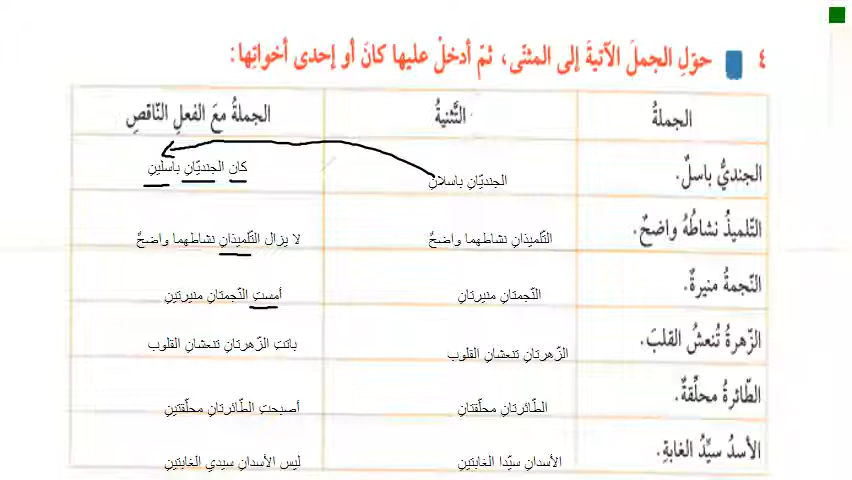 ٤ حوّلِ الجملَ الآتيةَ إلى المثنّى، ثمّ أدخلْ عليها كانَ أو إحدى أخواتِها:
الجملةُ التَّثنيةُ الجملةُ معَ الفعلِ النّاقصِ
الجنديُّ باسلٌ. الجنديّانِ باسلانِ كان الجنديّانِ باسلينِ
التّلميذُ نشاطُهُ واضحٌ. التّلميذانِ نشاطهما واضحٌ لا يزال التّلميذانِ نشاطهما واضحٌ
النّجمةُ منيرةٌ. النّجمتانِ منيرتانِ أمستِ النّجمتانِ منيرتينِ
الزّهرةُ تُنعشُ القلبَ. الزّهرتانِ تنعشانِ القلوب باتتِ الزّهرتانِ تنعشانِ القلوب
الطّائرةُ محلِّقةٌ. الطّائرتانِ محلّقتانِ أصبحتِ الطّائرتانِ محلّقتينِ
الأسدُ سيّدُ الغابةِ. الأسدانِ سيّدا الغابتينِ ليس الأسدانِ سيدي الغابتينِ